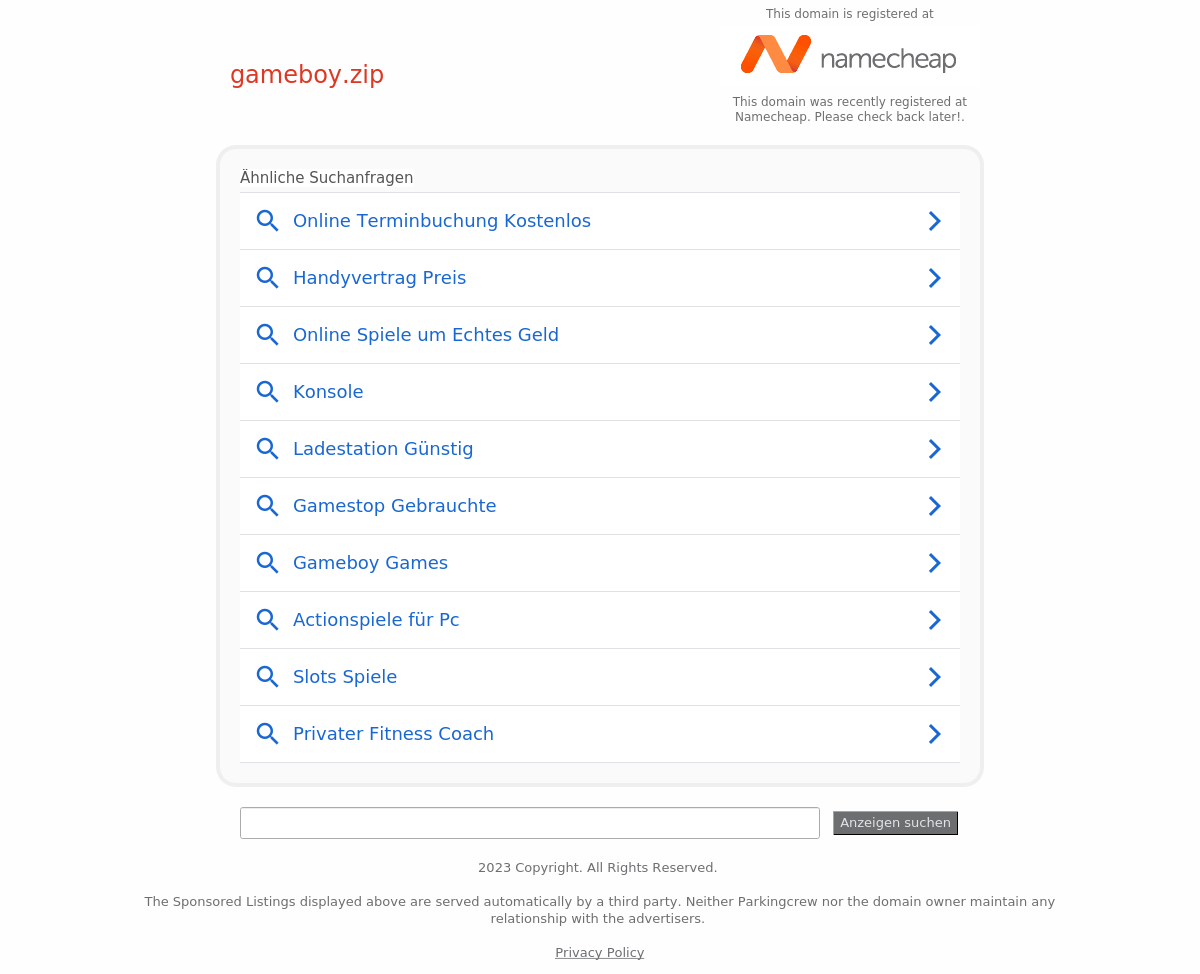 This domain is registered at
namecheap
gameboy.zip
This domain was recently registered at
Namecheap. Please check back later!.
Ähnliche Suchanfragen
Online Terminbuchung Kostenlos
Handyvertrag Preis
Online Spiele um Echtes Geld
Konsole
Ladestation Günstig
Gamestop Gebrauchte
Gameboy Games
Actionspiele für Pc
Slots Spiele
Privater Fitness Coach
Anzeigen suchen
2023 Copyright. All Rights Reserved.
The Sponsored Listings displayed above are served automatically by a third party. Neither Parkingcrew nor the domain owner maintain any
relationship with the advertisers.
Privacy Policy